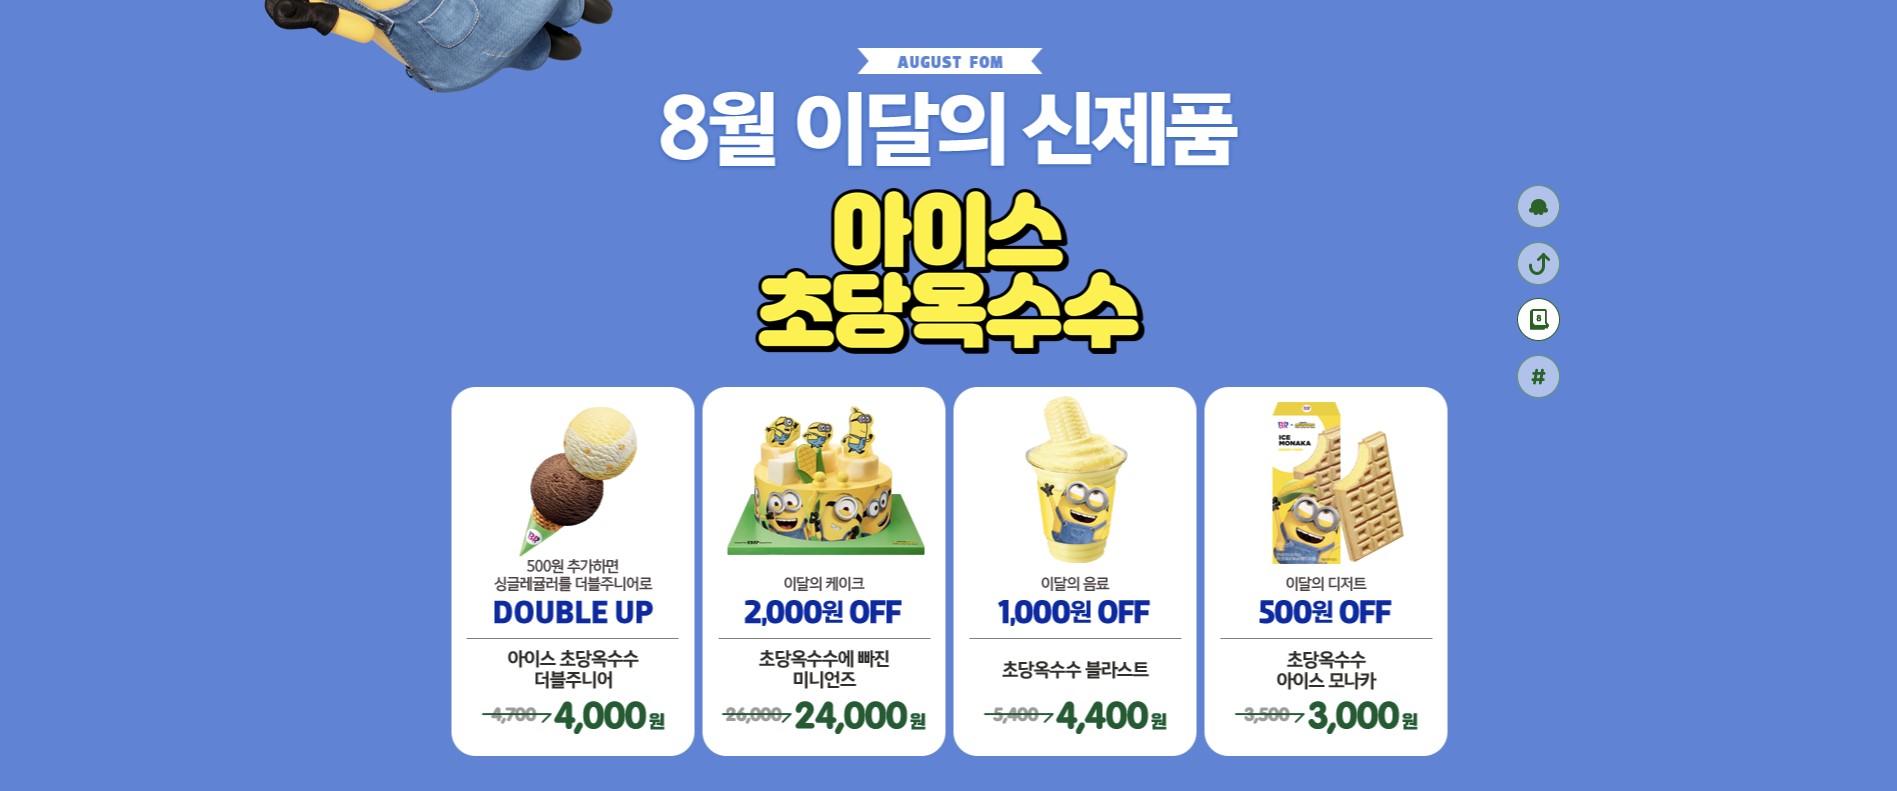 AUGUST FOM
8월 이달의 신제품
아이스
초당옥수수
500원 추가하면
싱글레귤러를 더블주니어로
DOUBLE UP
아이스 초당옥수수
더블주니어
4,700 4,000원
이달의 케이크
2,000원 OFF
초당옥수수에 빠진
미니언즈
26,000 24,000원
이달의 음료
1,000원 OFF
초당옥수수 블라스트
5,400 4,400원
BR
ICE
MONAKA
이달의 디저트
500원 OFF
초당옥수수
아이스 모나카
3,500 3,000원
8
#